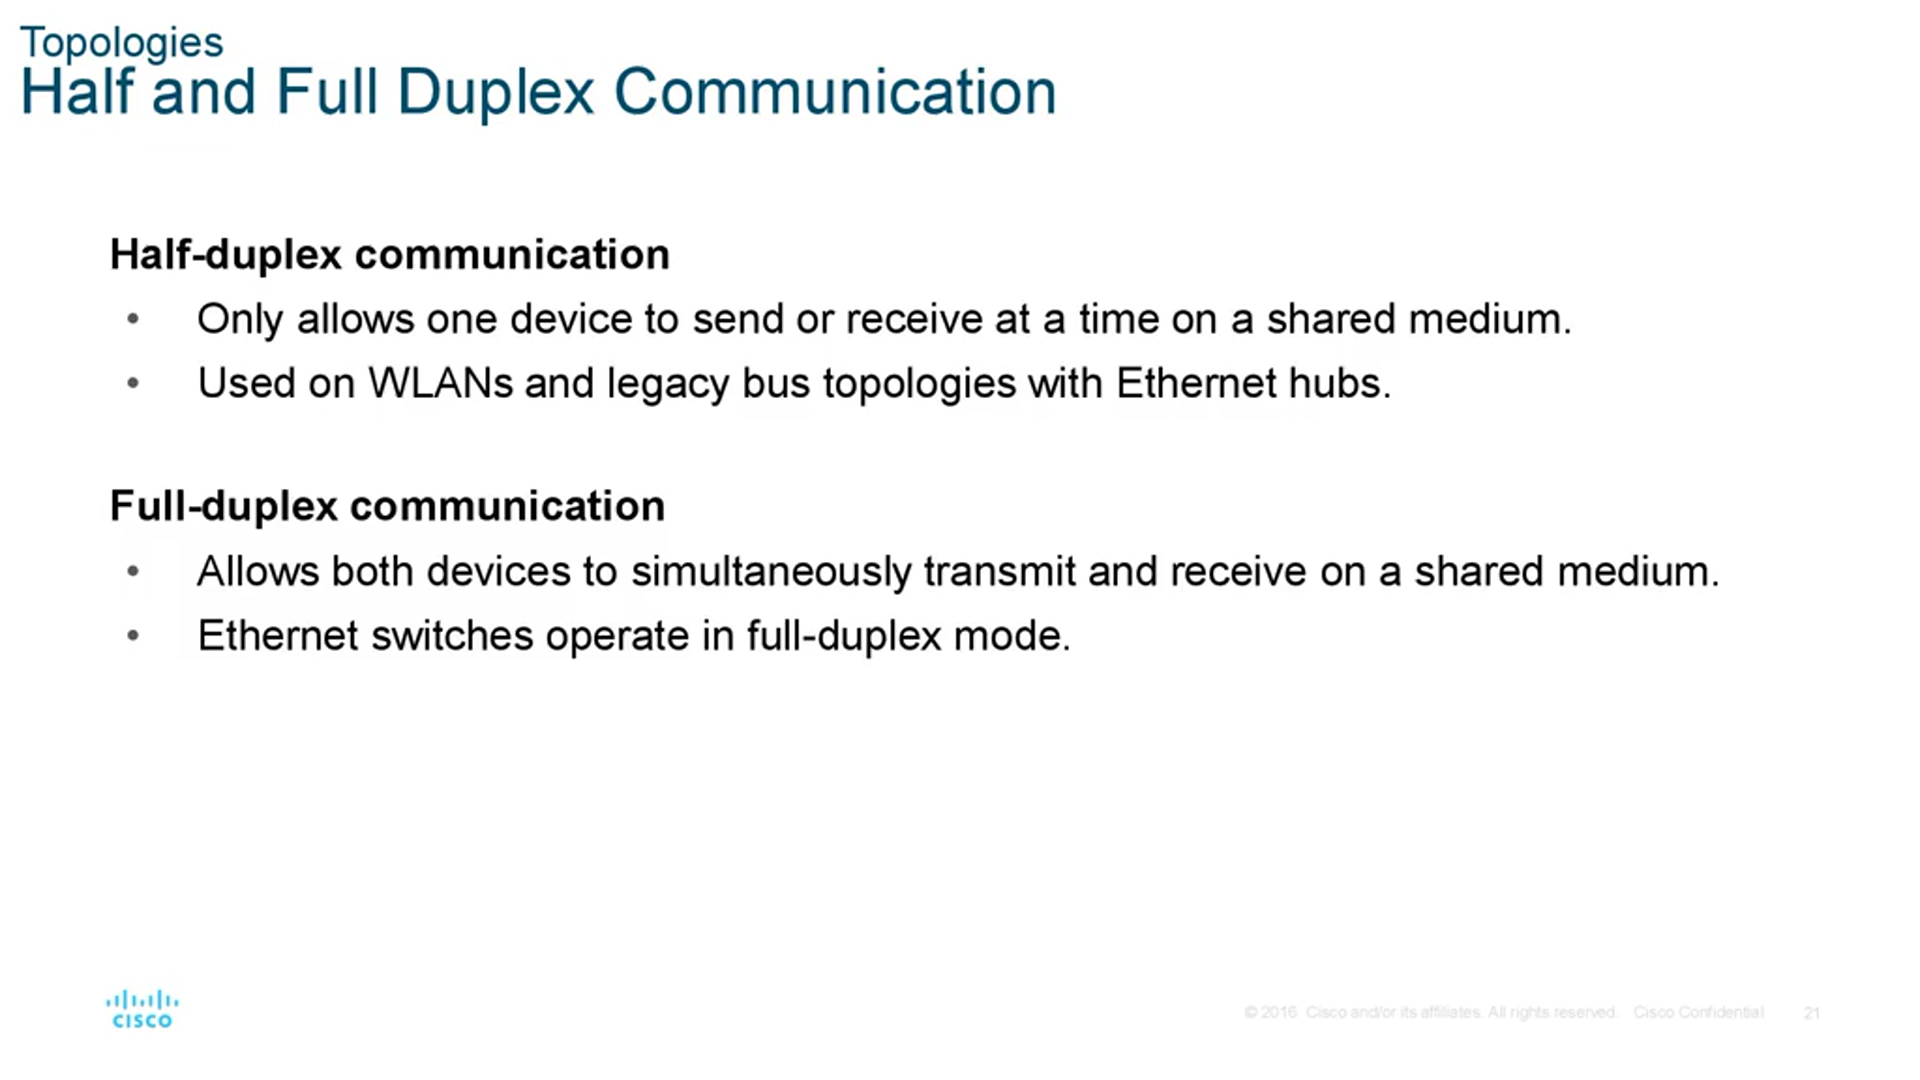 Topologies
Half and Full Duplex Communication
Half-duplex communication
• Only allows one device to send or receive at a time on a shared medium.
• Used on WLANs and legacy bus topologies with Ethernet hubs.
Full-duplex communication
• Allows both devices to simultaneously transmit and receive on a shared medium.
• Ethernet switches operate in full-duplex mode.
CISCO
© 2016 Cisco and/or its affiliates. All rights reserved. Cisco Confidential 21